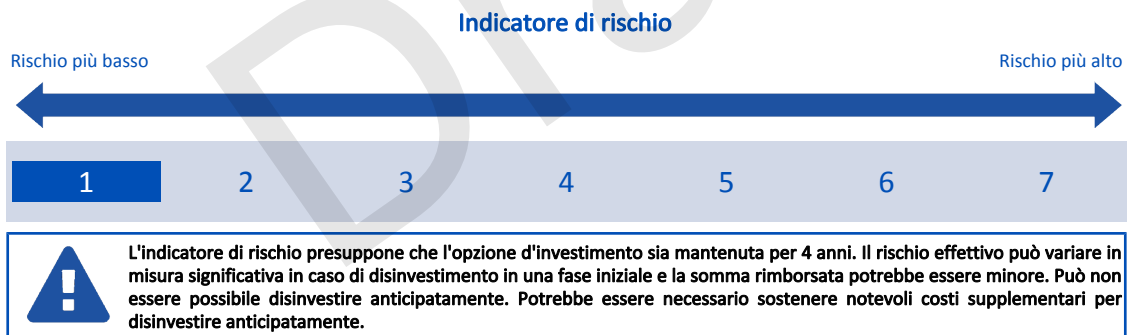 Indicatore di rischio
Rischio più basso
Rischio più alto
1 2 3 4 5 6 7
L'indicatore di rischio presuppone che l'opzione d'investimento sia mantenuta per 4 anni. Il rischio effettivo può variare in
misura significativa in caso di disinvestimento in una fase iniziale e la somma rimborsata potrebbe essere minore. Può non
essere possibile disinvestire anticipatamente. Potrebbe essere necessario sostenere notevoli costi supplementari per
disinvestire anticipatamente.